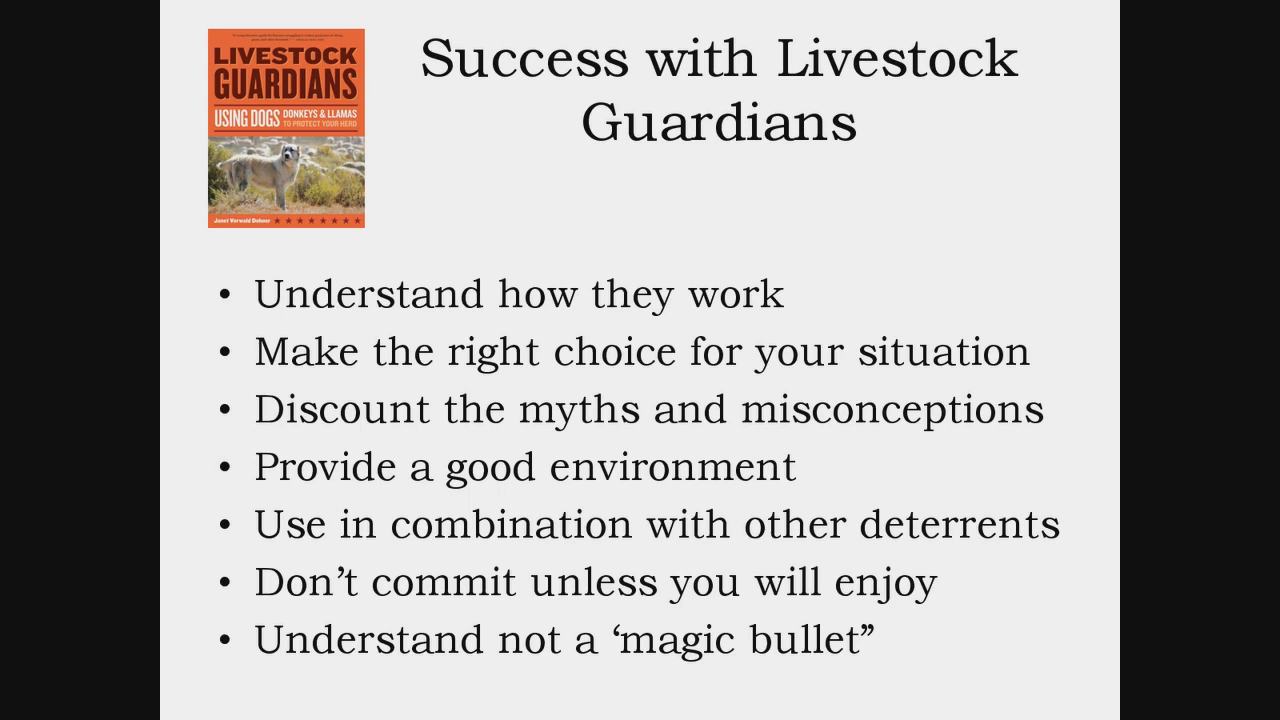 LIVESTOCK
GUARDIANS
USING DOGS DONKEYS & LLAMAS
TO PROTECT YOUR HERD
Janet Vorwald Dohner
Success with Livestock
Guardians
• Understand how they work
• Make the right choice for your situation
• Discount the myths and misconceptions
• Provide a good environment
• Use in combination with other deterrents
• Don’t commit unless you will enjoy
• Understand not a ‘magic bullet”